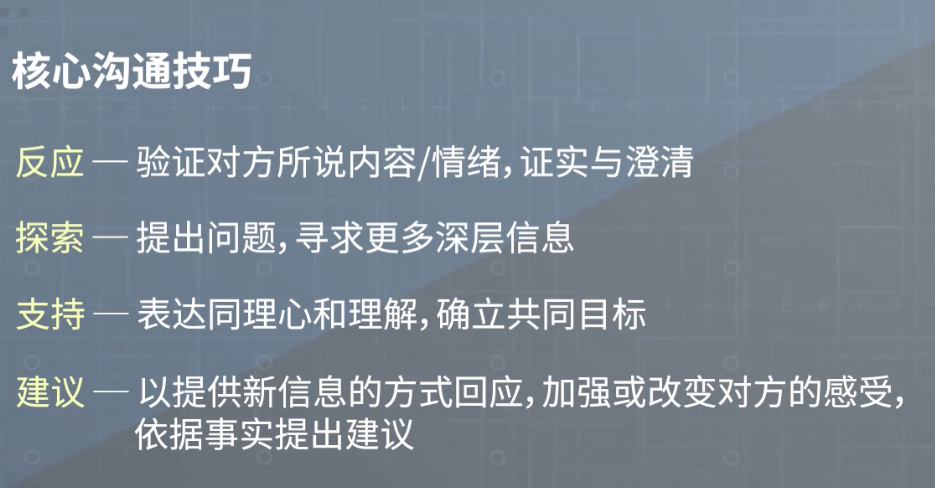 核心沟通技巧
反应 — 验证对方所说内容/情绪，证实与澄清
探索 — 提出问题，寻求更多深层信息
支持 — 表达同理心和理解，确立共同目标
建议 — 以提供新信息的方式回应，加强或改变对方的感受，
依据事实提出建议